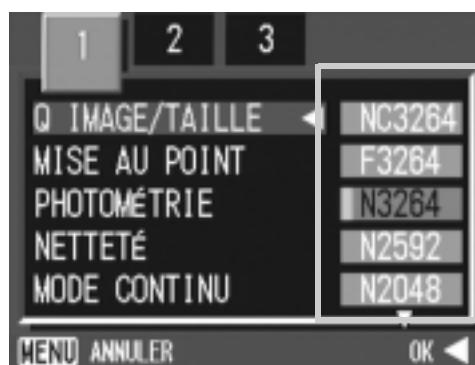 1 2 3
Q IMAGE/TAILLE NC3264
MISE AU POINT F3264
PHOTOMÉTRIE N3264
NETTETÉ N2592
MODE CONTINU N2048
MENU ANNULER OK